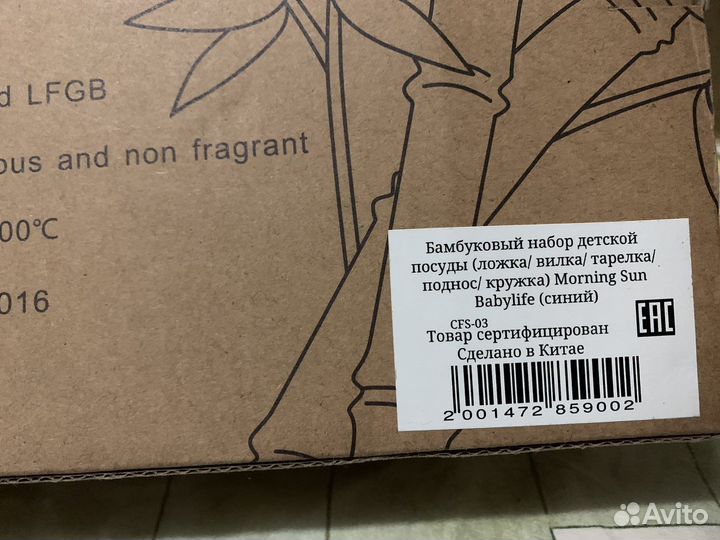 d LFGB
ous and non fragrant
00℃
016
Бамбуковый набор детской
посуды (ложка/ вилка/ тарелка/
поднос/ кружка) Morning Sun
Babylife (синий)
CFS-03
Товар сертифицирован
Сделано в Китае
EAC
2 001472 859002
Avito